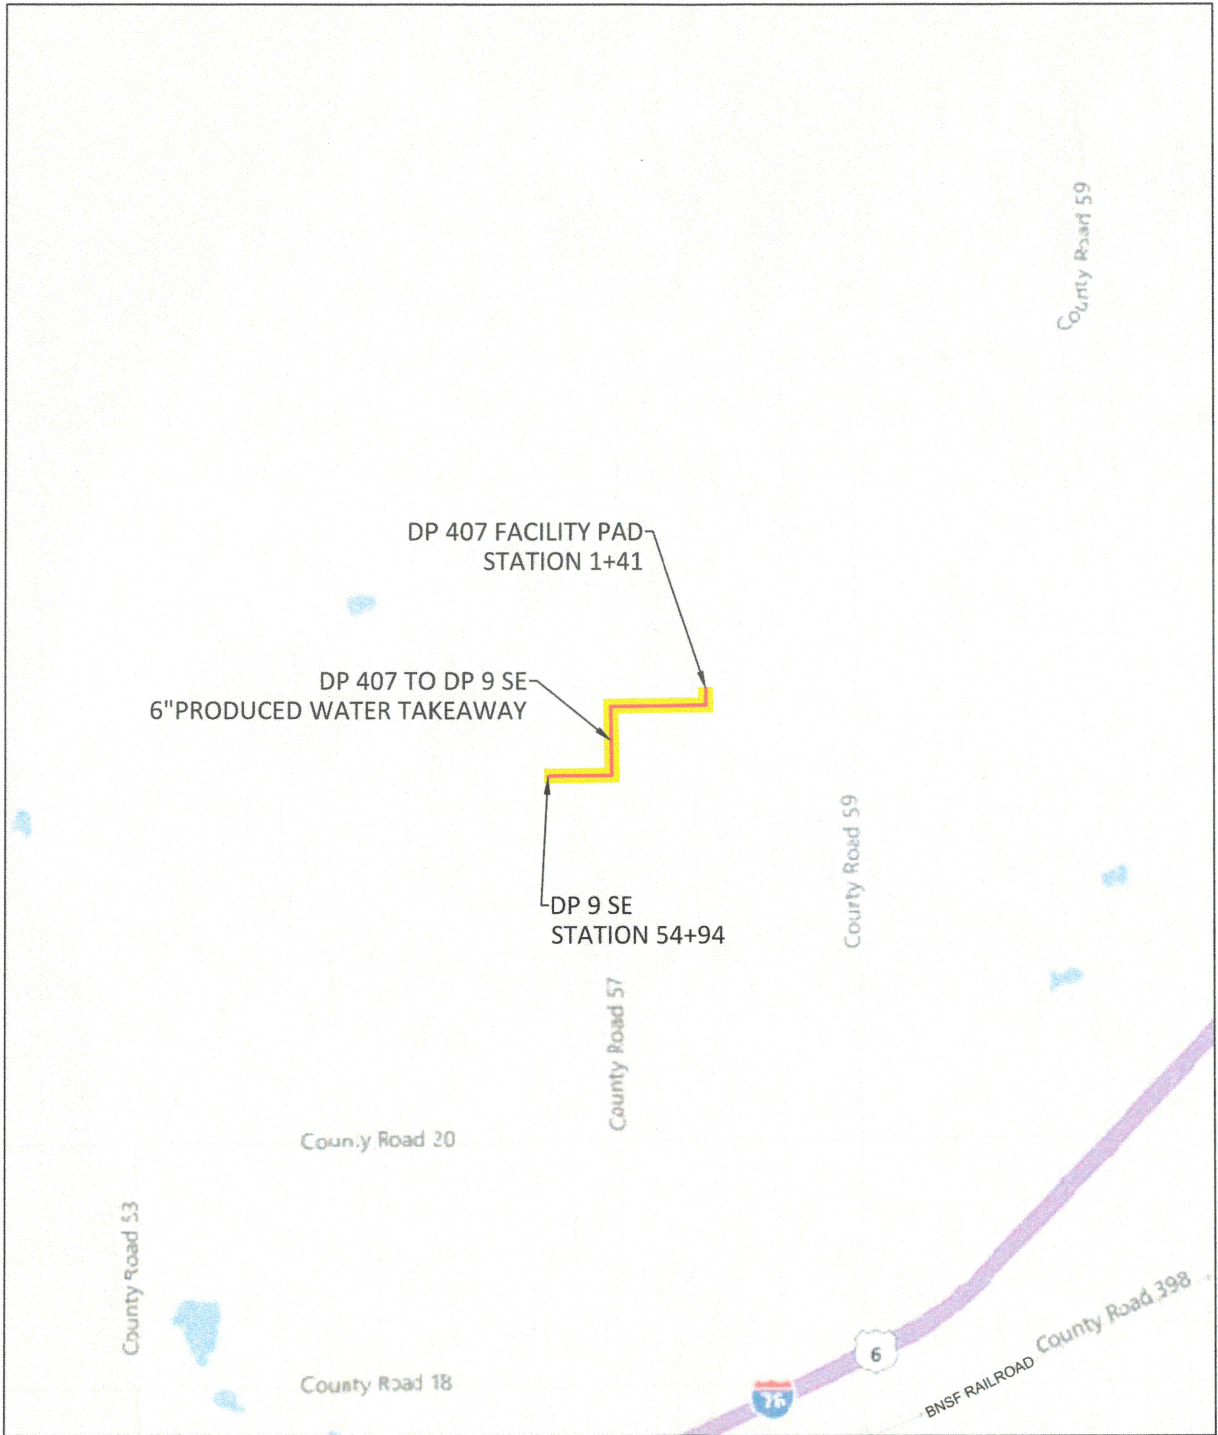 County Road 59
DP 407 FACILITY PAD
STATION 1+41
DP 407 TO DP 9 SE
6"PRODUCED WATER TAKEAWAY
County Road 59
DP 9 SE
STATION 54+94
County Road 57
County Road 20
County Road 53
County Road 18
76
6
BNSF RAILROAD
County Road 398